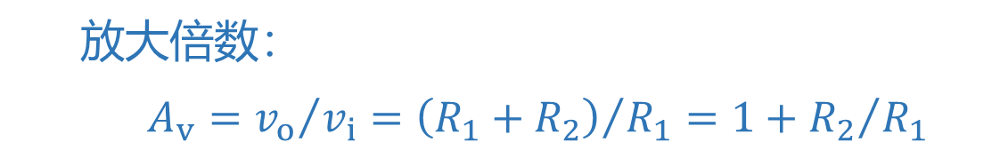 放大倍数：
A_v = v_o/v_i = (R_1 + R_2)/R_1 = 1 + R_2/R_1